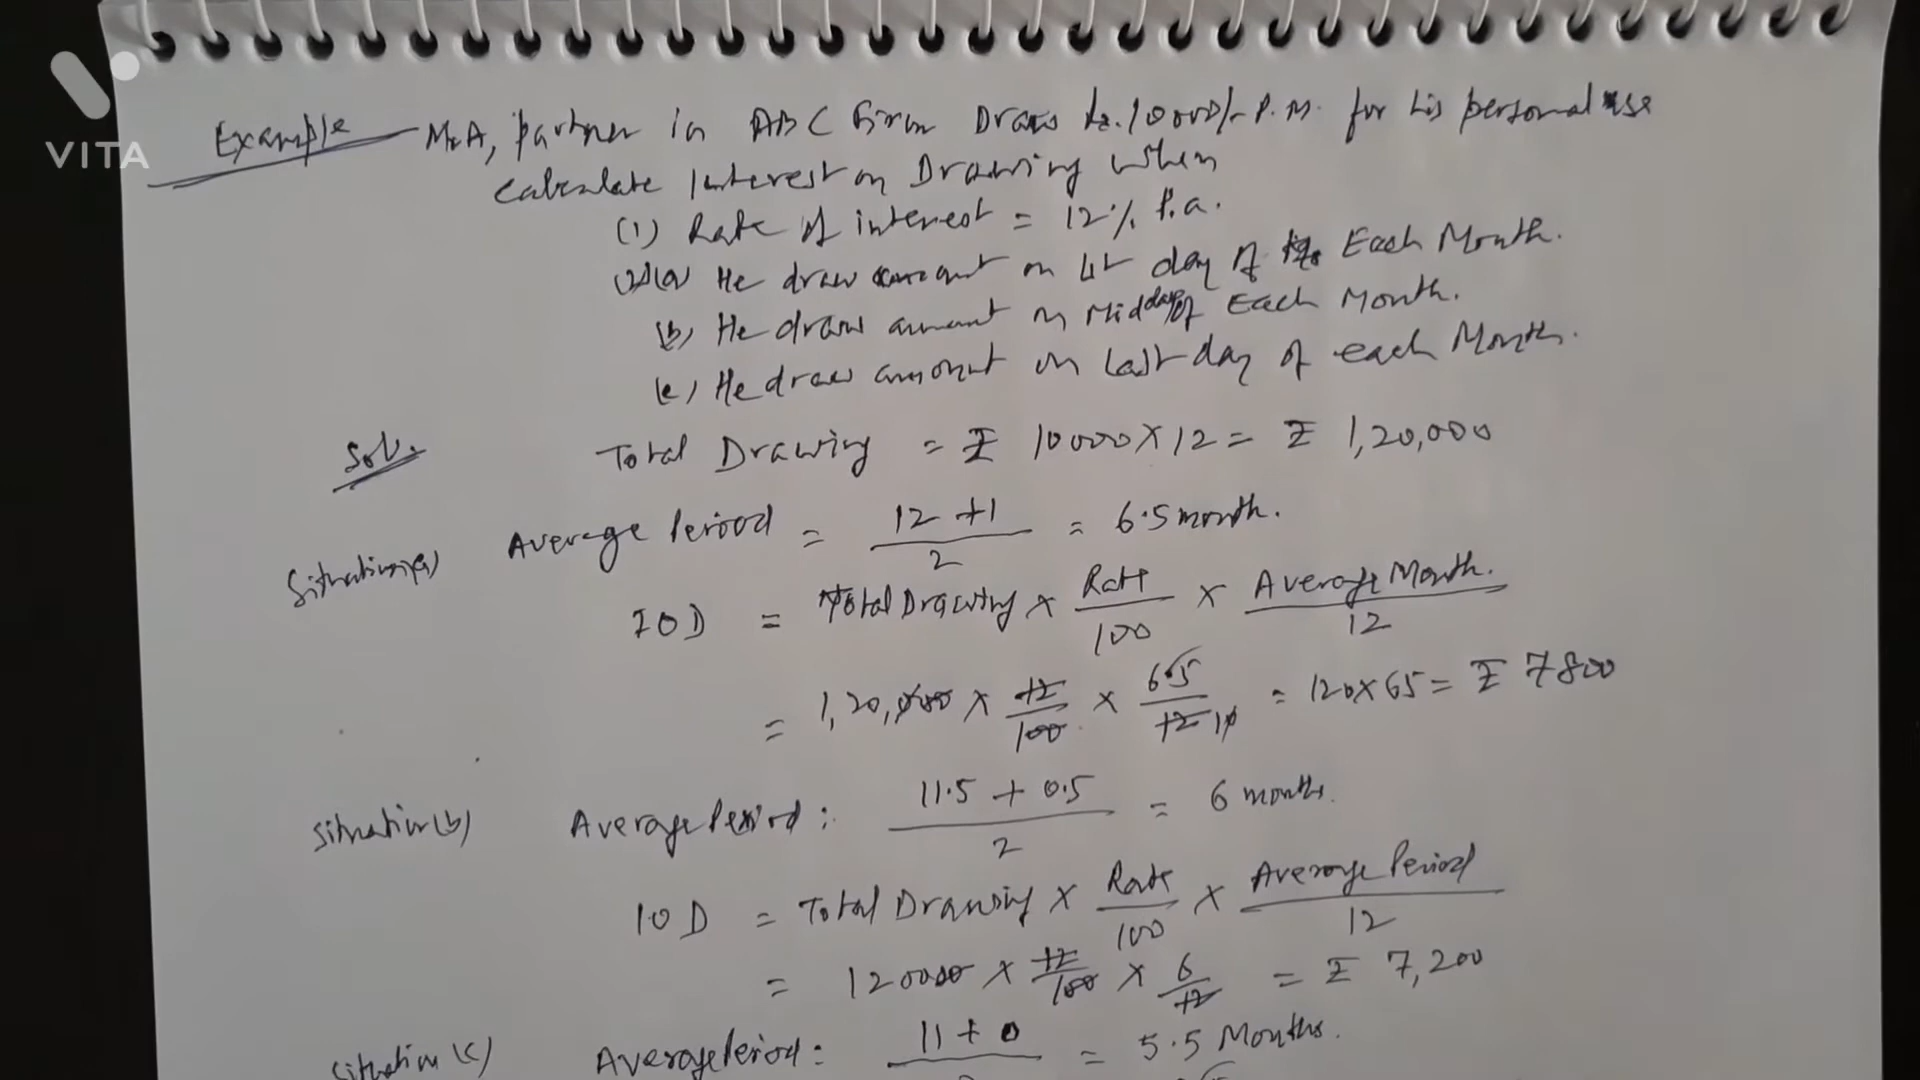 VITA
Example Mr A, partner in ABC firm Draws Rs. 10000/- P.M. for his personal use
Calculate Interest on Drawing when
(1) Rate of interest = 12% P.a.
(2)(a) He draw amount on 1st day of Each Month.
(b) He draw amount on Mid day of Each Month.
(c) He draw amount on last day of each Month.
Sol. Total Drawing = ₹ 10000 X 12 = ₹ 1,20,000
Situation(a) Average Period = 12 + 1 / 2 = 6.5 month.
IOD = Total Drawing x Rate / 100 x Average Month. / 12
= 1,20,000 x 12 / 100 x 6.5 / 12 10 = 120 x 65 = ₹ 7800
Situation(b) Average Period : 11.5 + 0.5 / 2 = 6 months.
IOD = Total Drawing x Rate / 100 x Average Period / 12
= 120000 x 12 / 100 x 6 / 12 = ₹ 7,200
Situation (c) Average Period : 11 + 0 = 5.5 Months.